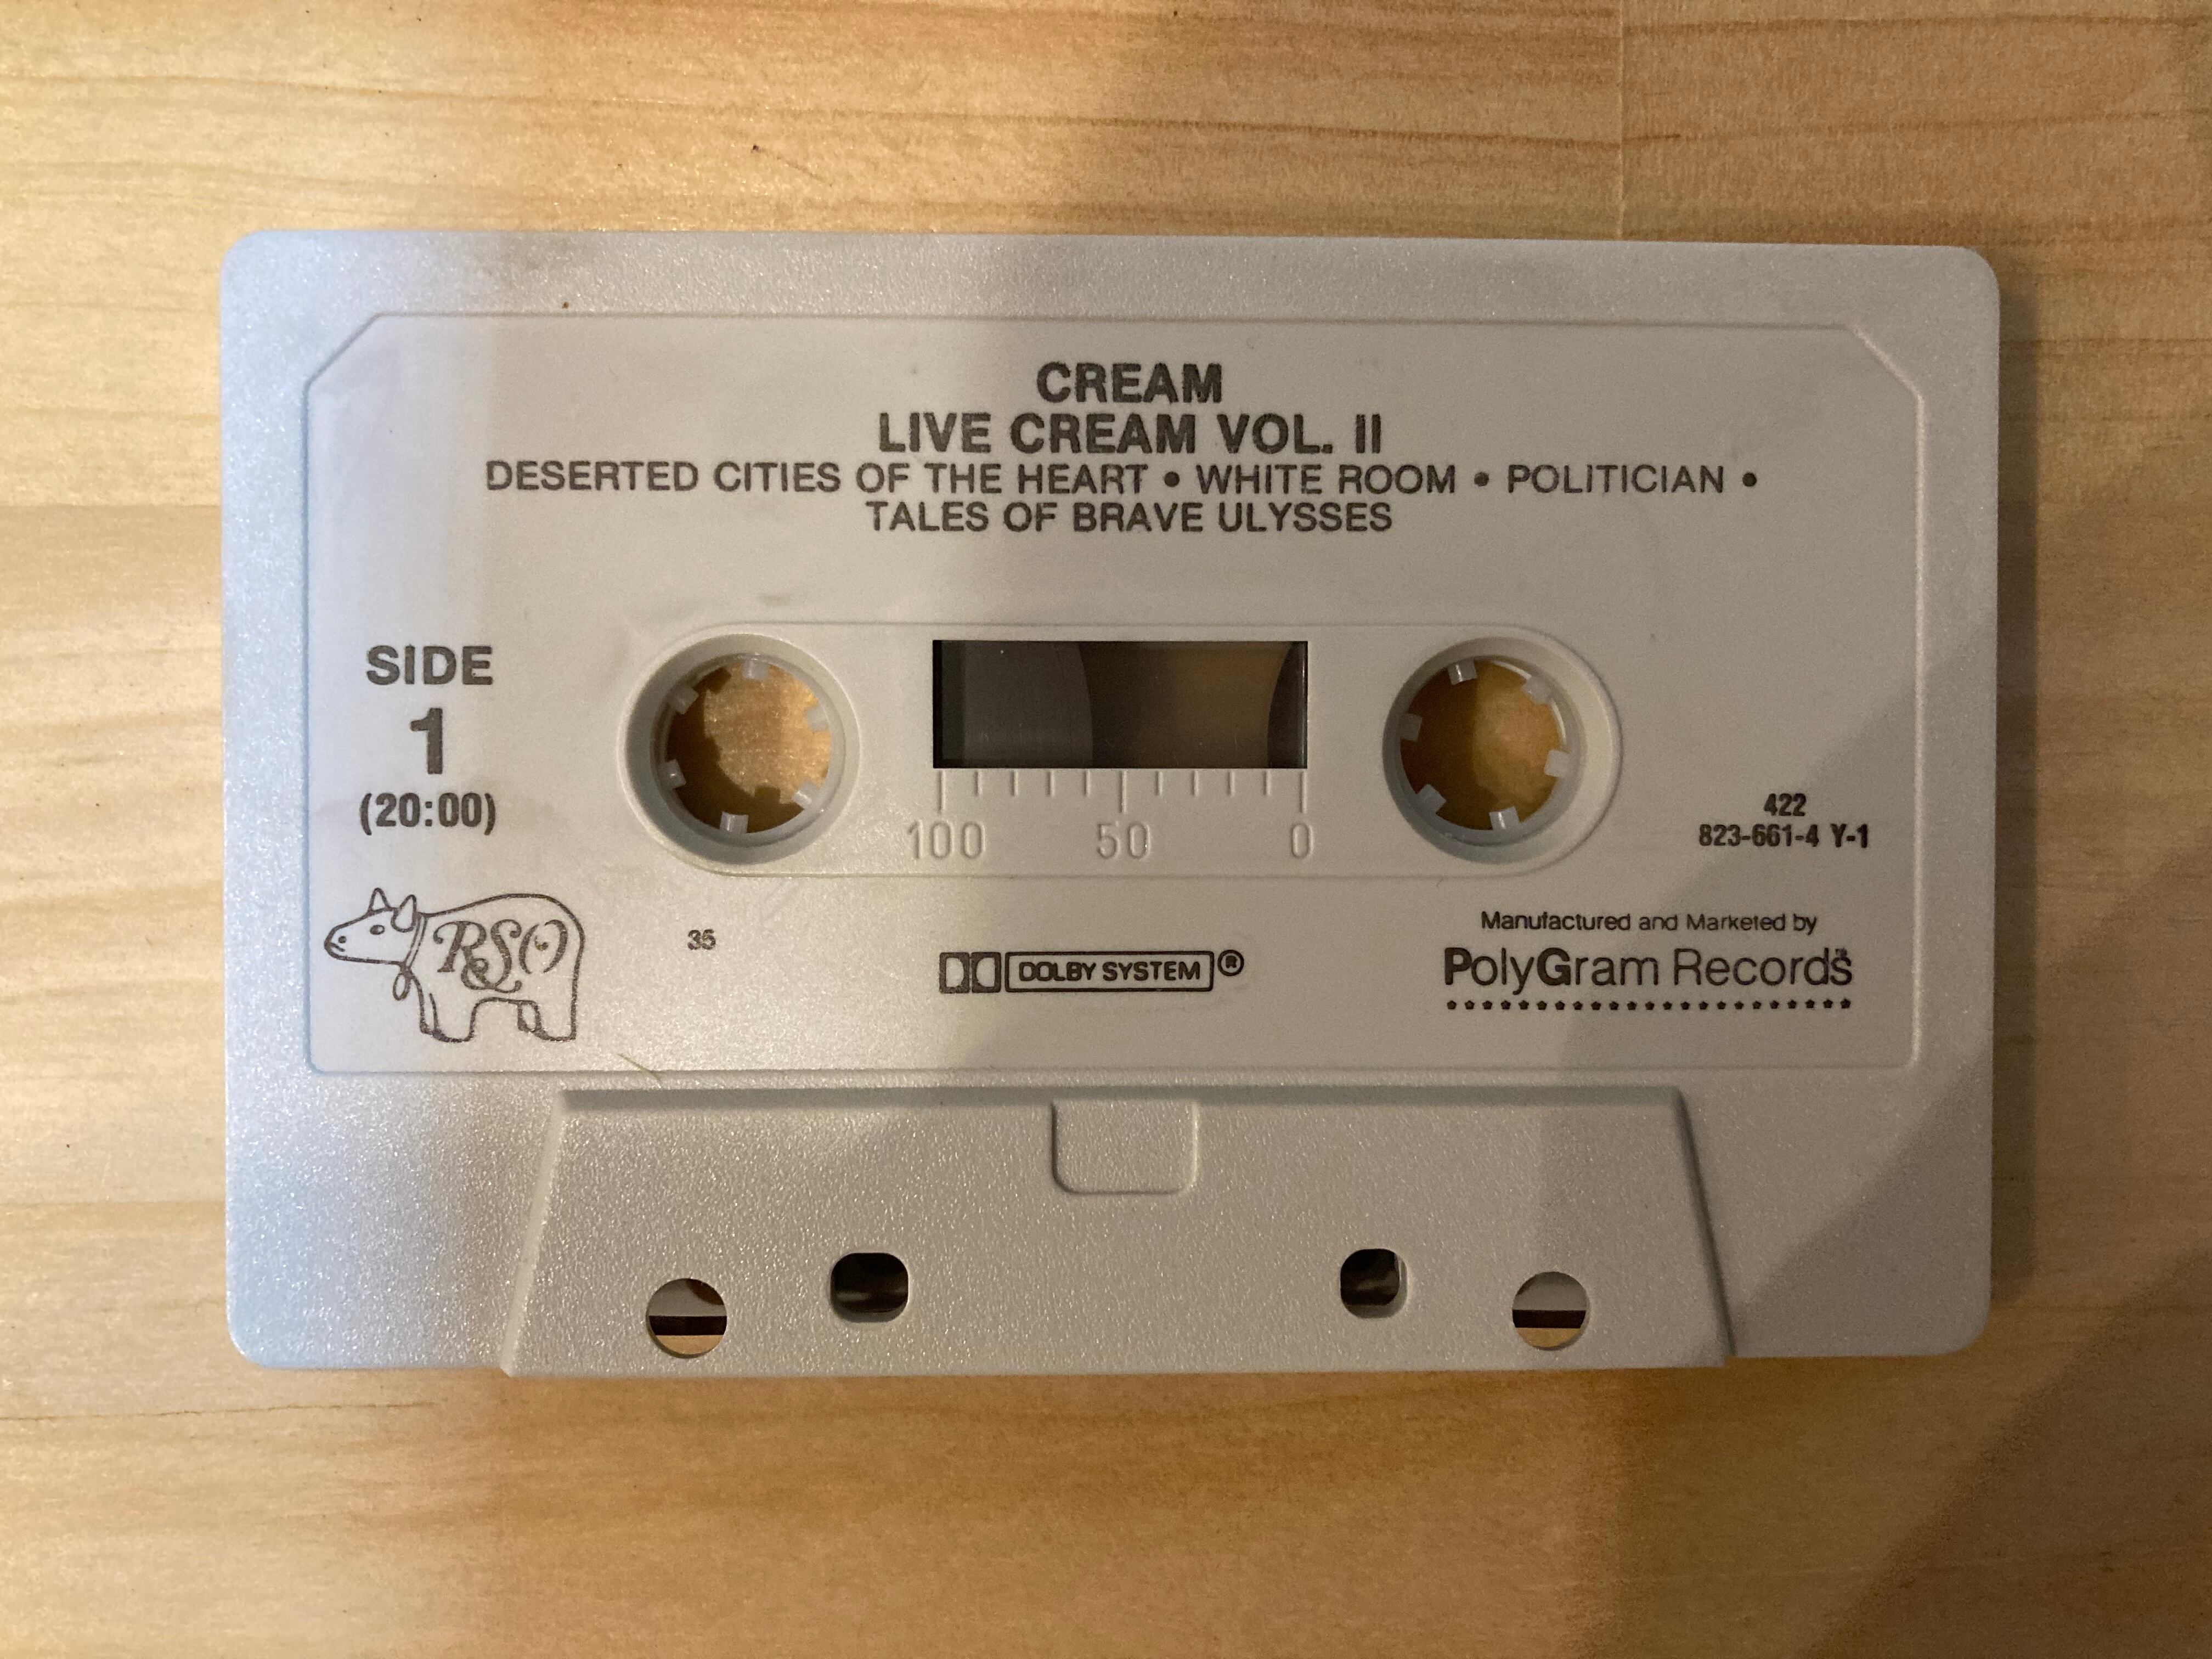 CREAM
LIVE CREAM VOL. II
DESERTED CITIES OF THE HEART • WHITE ROOM • POLITICIAN •
TALES OF BRAVE ULYSSES
SIDE
1
(20:00)
100 50 0
422
823-661-4 Y-1
RSO
35
DOLBY SYSTEM®
Manufactured and Marketed by
PolyGram Records™